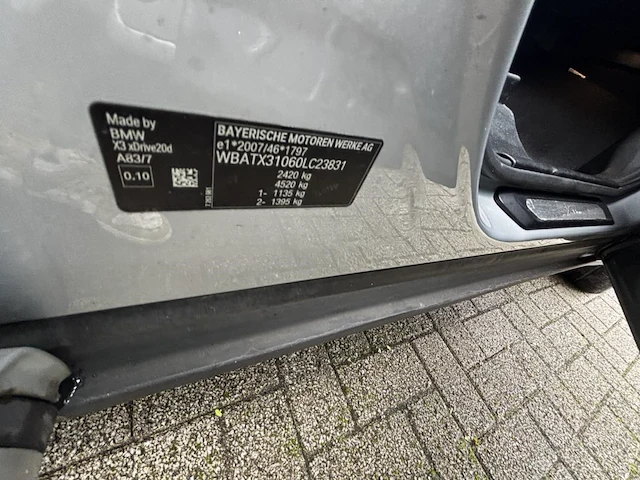 Made by
BMW
X3 xDrive20d
A83/7
0.10
BAYERISCHE MOTOREN WERKE AG
e1*2007/46*1797
WBATX31060LC23831
2420 kg
4520 kg
1- 1135 kg
2- 1395 kg